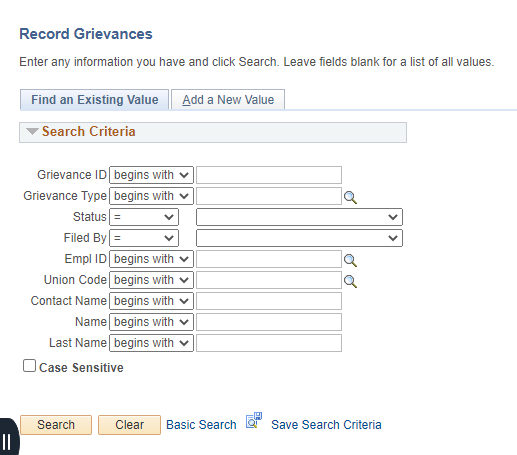 Record Grievances
Enter any information you have and click Search. Leave fields blank for a list of all values.
Find an Existing Value Add a New Value
Search Criteria
Grievance ID begins with
Grievance Type begins with
Status =
Filed By =
Empl ID begins with
Union Code begins with
Contact Name begins with
Name begins with
Last Name begins with
Case Sensitive
Search Clear Basic Search Save Search Criteria